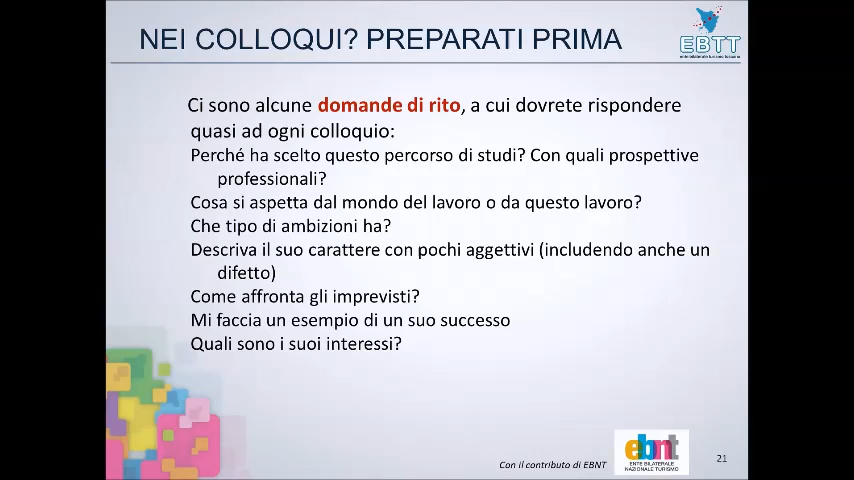 NEI COLLOQUI? PREPARATI PRIMA
EBTT
ente bilaterale turismo toscano
Ci sono alcune domande di rito, a cui dovrete rispondere
quasi ad ogni colloquio:
Perché ha scelto questo percorso di studi? Con quali prospettive
professionali?
Cosa si aspetta dal mondo del lavoro o da questo lavoro?
Che tipo di ambizioni ha?
Descriva il suo carattere con pochi aggettivi (includendo anche un
difetto)
Come affronta gli imprevisti?
Mi faccia un esempio di un suo successo
Quali sono i suoi interessi?
Con il contributo di EBNT
ebnt
ENTE BILATERALE
NAZIONALE TURISMO
21